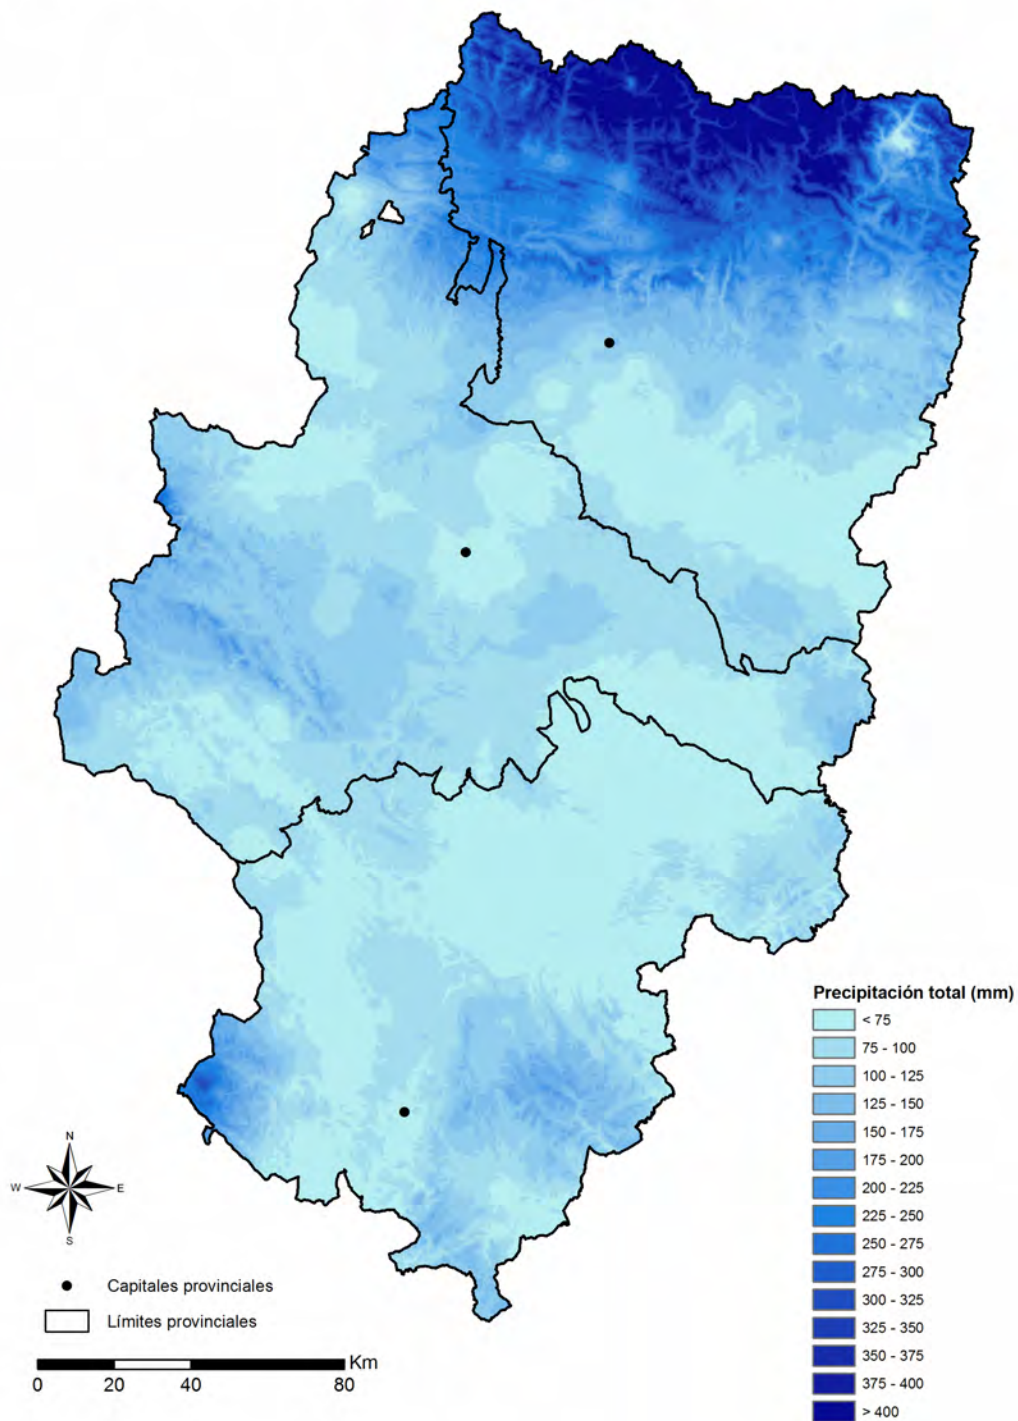 Precipitación total (mm)
< 75
75 - 100
100 - 125
125 - 150
150 - 175
175 - 200
200 - 225
225 - 250
250 - 275
275 - 300
300 - 325
325 - 350
350 - 375
375 - 400
> 400
N
W E
S
Capitales provinciales
Límites provinciales
Km
0 20 40 80